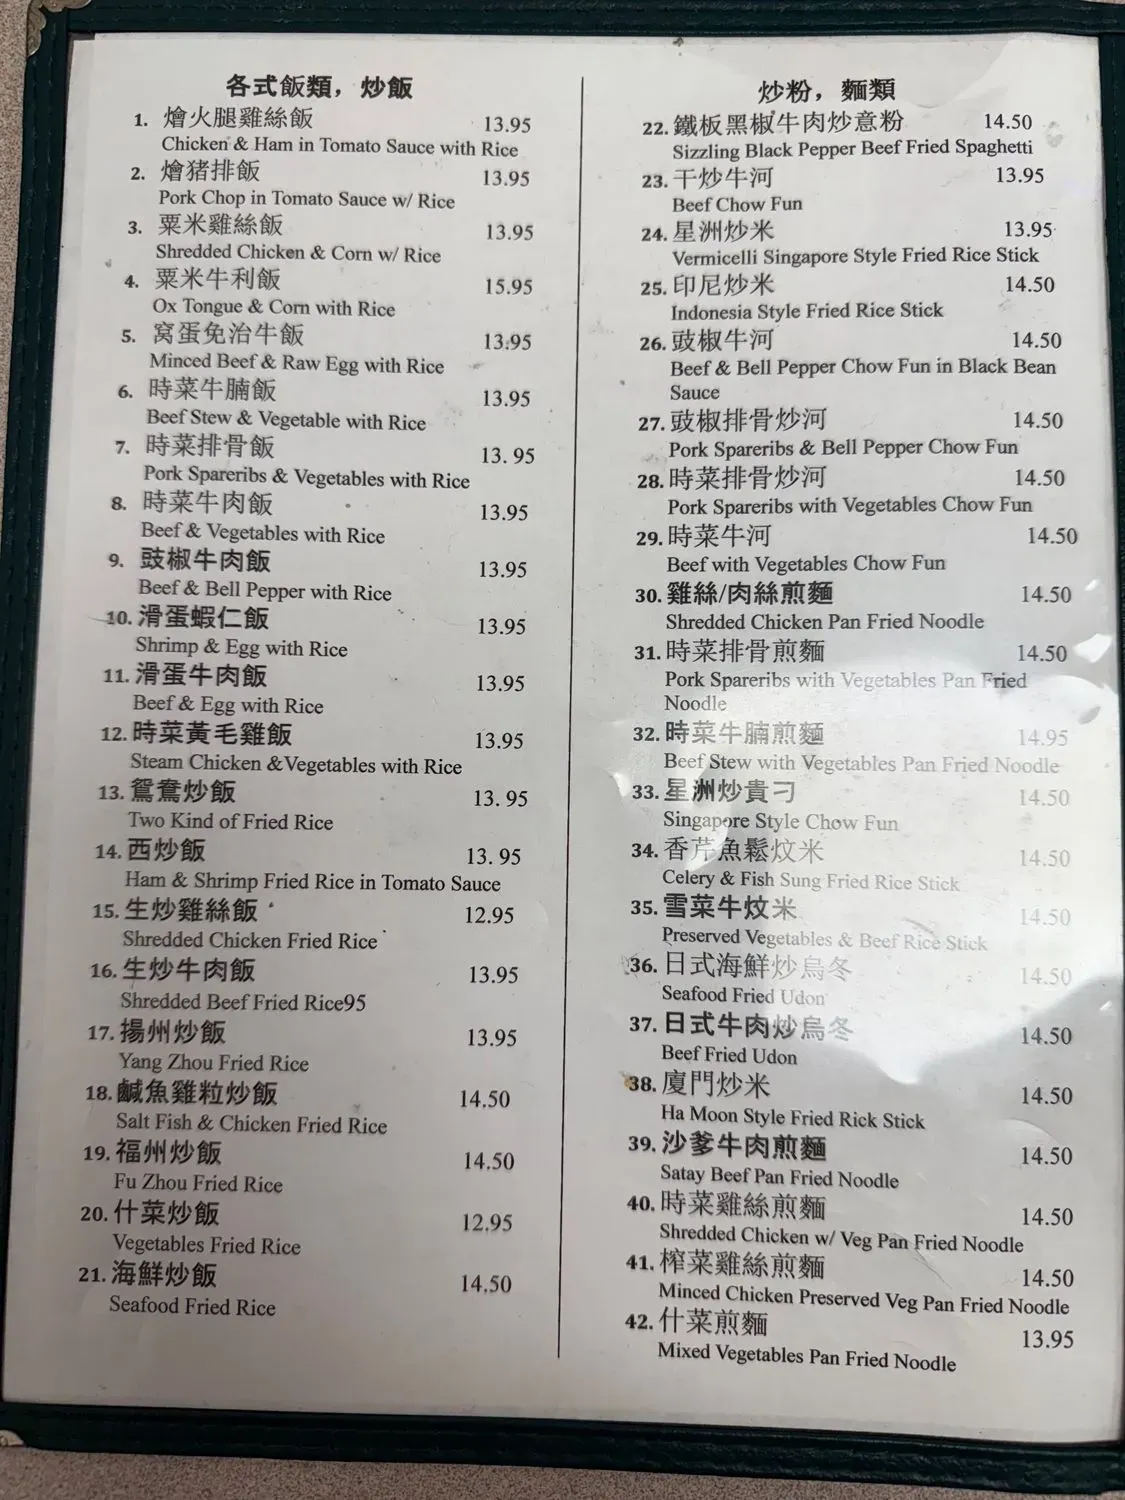 各式飯類，炒飯
1. 燴火腿雞絲飯 13.95
Chicken & Ham in Tomato Sauce with Rice
2. 燴猪排飯 13.95
Pork Chop in Tomato Sauce w/ Rice
3. 粟米雞絲飯 13.95
Shredded Chicken & Corn w/ Rice
4. 粟米牛利飯 15.95
Ox Tongue & Corn with Rice
5. 窩蛋免治牛飯 13.95
Minced Beef & Raw Egg with Rice
6. 時菜牛腩飯 13.95
Beef Stew & Vegetable with Rice
7. 時菜排骨飯 13. 95
Pork Spareribs & Vegetables with Rice
8. 時菜牛肉飯 13.95
Beef & Vegetables with Rice
9. 豉椒牛肉飯 13.95
Beef & Bell Pepper with Rice
10. 滑蛋蝦仁飯 13.95
Shrimp & Egg with Rice
11. 滑蛋牛肉飯 13.95
Beef & Egg with Rice
12. 時菜黃毛雞飯 13.95
Steam Chicken &Vegetables with Rice
13. 鴛鴦炒飯 13. 95
Two Kind of Fried Rice
14. 西炒飯 13. 95
Ham & Shrimp Fried Rice in Tomato Sauce
15. 生炒雞絲飯 12.95
Shredded Chicken Fried Rice
16. 生炒牛肉飯 13.95
Shredded Beef Fried Rice95
17. 揚州炒飯 13.95
Yang Zhou Fried Rice
18. 鹹魚雞粒炒飯 14.50
Salt Fish & Chicken Fried Rice
19. 福州炒飯 14.50
Fu Zhou Fried Rice
20. 什菜炒飯 12.95
Vegetables Fried Rice
21. 海鮮炒飯 14.50
Seafood Fried Rice
炒粉，麵類
22. 鐵板黑椒牛肉炒意粉 14.50
Sizzling Black Pepper Beef Fried Spaghetti
23. 干炒牛河 13.95
Beef Chow Fun
24. 星洲炒米 13.95
Vermicelli Singapore Style Fried Rice Stick
25. 印尼炒米 14.50
Indonesia Style Fried Rice Stick
26. 豉椒牛河 14.50
Beef & Bell Pepper Chow Fun in Black Bean
Sauce
27. 豉椒排骨炒河 14.50
Pork Spareribs & Bell Pepper Chow Fun
28. 時菜排骨炒河 14.50
Pork Spareribs with Vegetables Chow Fun
29. 時菜牛河 14.50
Beef with Vegetables Chow Fun
30. 雞絲/肉絲煎麵 14.50
Shredded Chicken Pan Fried Noodle
31. 時菜排骨煎麵 14.50
Pork Spareribs with Vegetables Pan Fried
Noodle
32. 時菜牛腩煎麵 14.95
Beef Stew with Vegetables Pan Fried Noodle
33. 星洲炒貴刁 14.50
Singapore Style Chow Fun
34. 香芹魚鬆炆米 14.50
Celery & Fish Sung Fried Rice Stick
35. 雪菜牛炆米 14.50
Preserved Vegetables & Beef Rice Stick
36. 日式海鮮炒烏冬 14.50
Seafood Fried Udon
37. 日式牛肉炒烏冬 14.50
Beef Fried Udon
38. 廈門炒米 14.50
Ha Moon Style Fried Rick Stick
39. 沙爹牛肉煎麵 14.50
Satay Beef Pan Fried Noodle
40. 時菜雞絲煎麵 14.50
Shredded Chicken w/ Veg Pan Fried Noodle
41. 榨菜雞絲煎麵 14.50
Minced Chicken Preserved Veg Pan Fried Noodle
42. 什菜煎麵 13.95
Mixed Vegetables Pan Fried Noodle